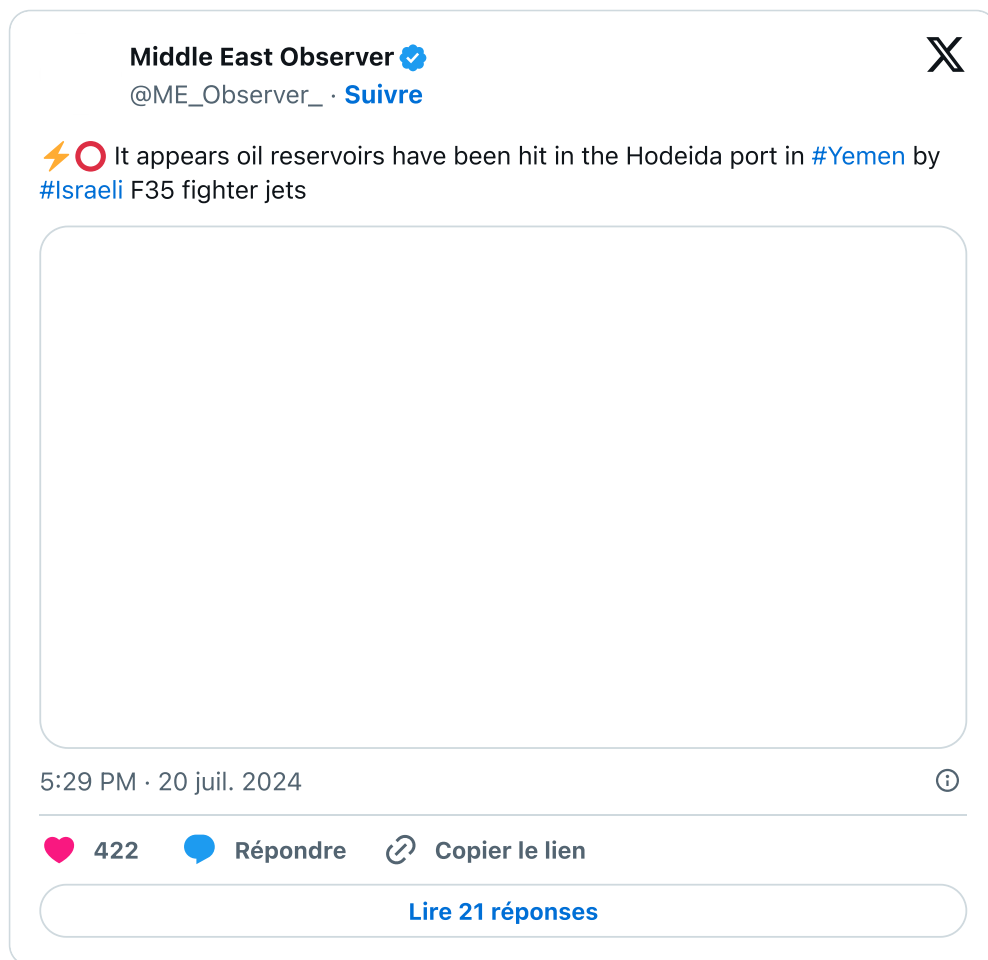 Middle East Observer
@ME_Observer_ · Suivre
⚡⭕ It appears oil reservoirs have been hit in the Hodeida port in #Yemen by
#Israeli F35 fighter jets
5:29 PM · 20 juil. 2024
422 Répondre Copier le lien
Lire 21 réponses